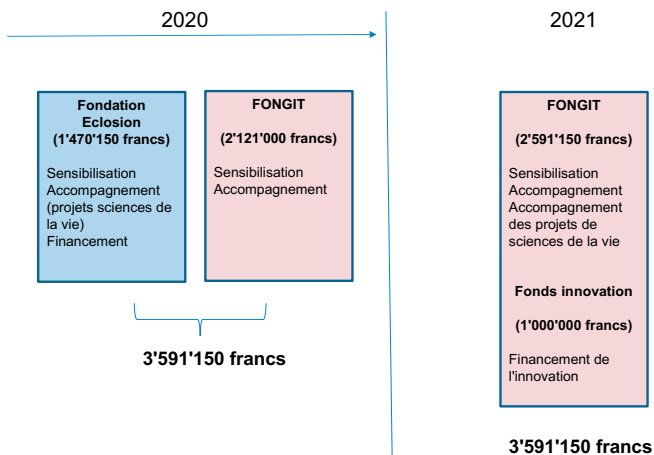 2020
2021
Fondation
Eclosion
(1'470'150 francs)
Sensibilisation
Accompagnement
(projets sciences de
la vie)
Financement
FONGIT
(2'121'000 francs)
Sensibilisation
Accompagnement
3'591'150 francs
FONGIT
(2'591'150 francs)
Sensibilisation
Accompagnement
Accompagnement
des projets de
sciences de la vie
Fonds innovation
(1'000'000 francs)
Financement de
l'innovation
3'591'150 francs